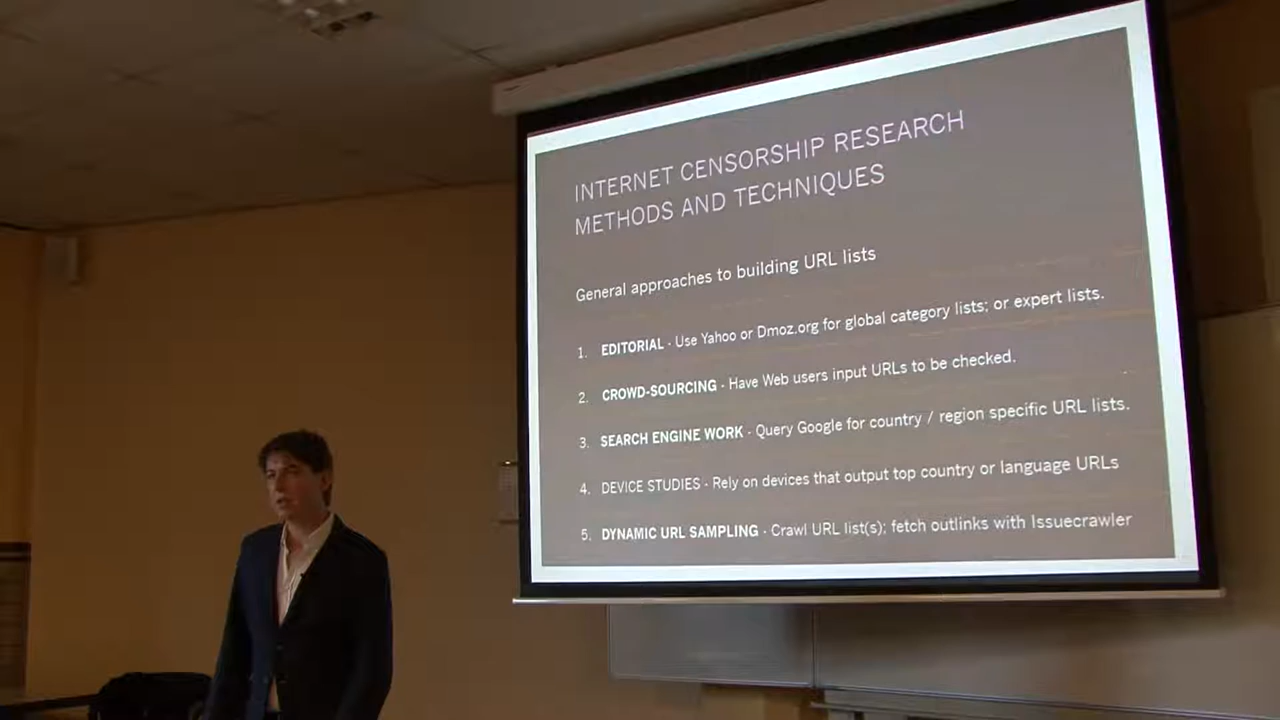 INTERNET CENSORSHIP RESEARCH
METHODS AND TECHNIQUES
General approaches to building URL lists
1. EDITORIAL - Use Yahoo or Dmoz.org for global category lists; or expert lists.
2. CROWD-SOURCING - Have Web users input URLs to be checked.
3. SEARCH ENGINE WORK - Query Google for country / region specific URL lists.
4. DEVICE STUDIES - Rely on devices that output top country or language URLs
5. DYNAMIC URL SAMPLING - Crawl URL list(s); fetch outlinks with Issuecrawler